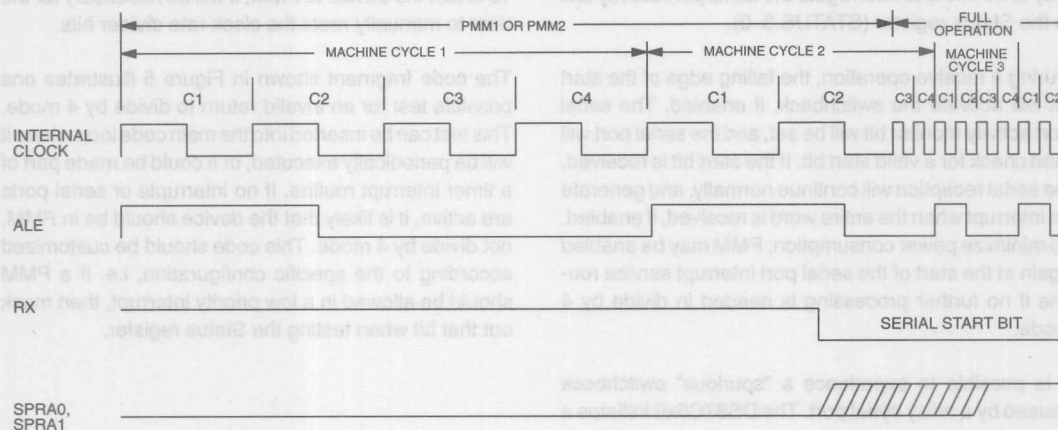 PMM1 OR PMM2
FULL
OPERATION
MACHINE CYCLE 1
MACHINE CYCLE 2
MACHINE
CYCLE 3
C1 C2 C3 C4 C1 C2 C3 C4 C1 C2 C3 C4 C1 C2
INTERNAL
CLOCK
ALE
RX
SERIAL START BIT
SPRA0,
SPRA1